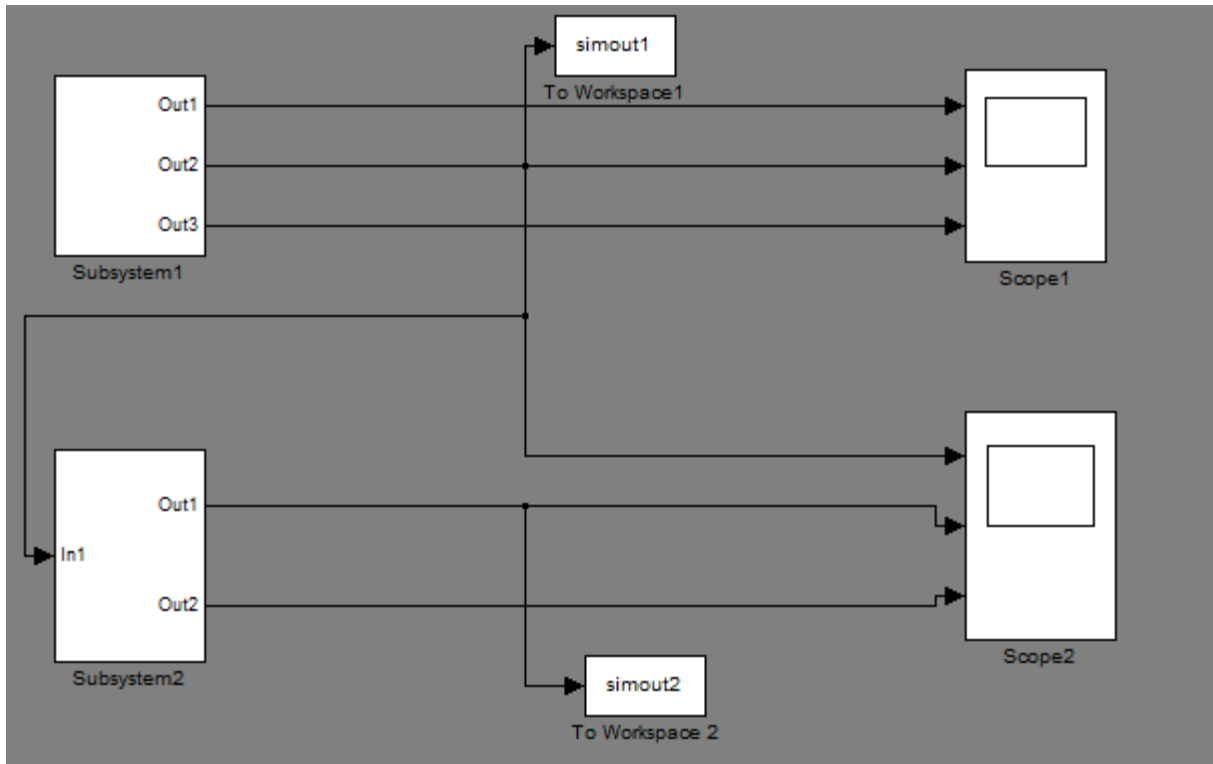 simout1
To Workspace1
Out1
Out2
Out3
Subsystem1
Scope1
Out1
In1
Out2
Subsystem2
Scope2
simout2
To Workspace 2